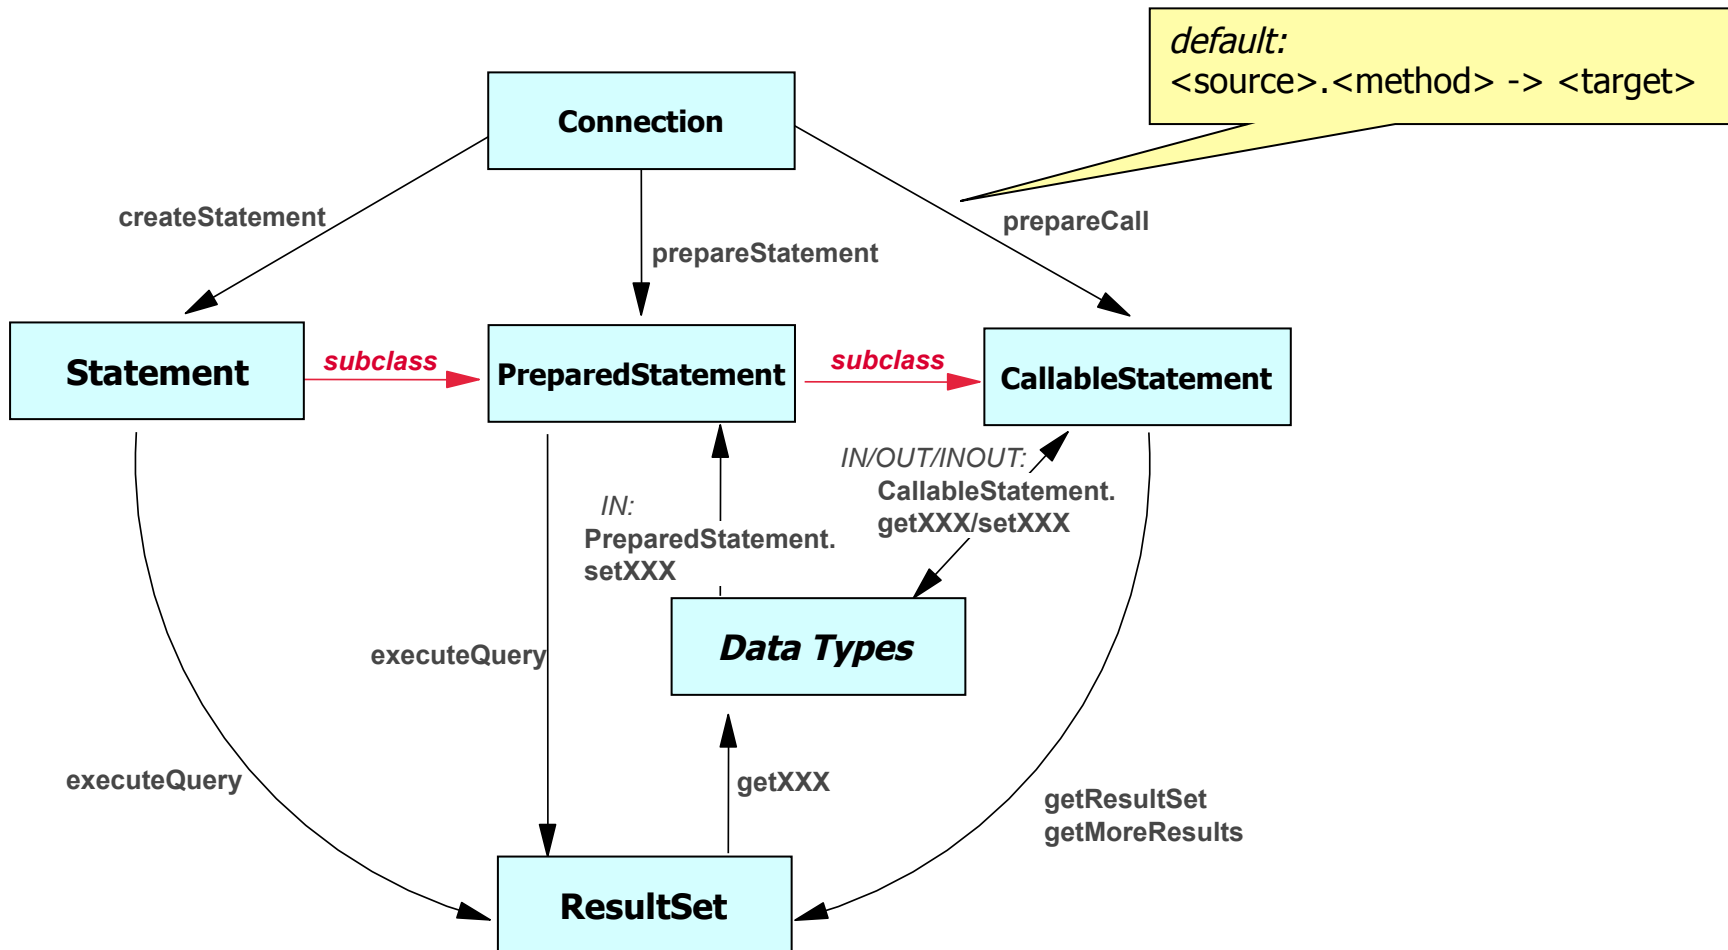 default:
<source>.<method> -> <target>
Connection
createStatement
prepareStatement
prepareCall
Statement
subclass
PreparedStatement
subclass
CallableStatement
IN/OUT/INOUT:
CallableStatement.
getXXX/setXXX
IN:
PreparedStatement.
setXXX
Data Types
executeQuery
executeQuery
getXXX
getResultSet
getMoreResults
ResultSet